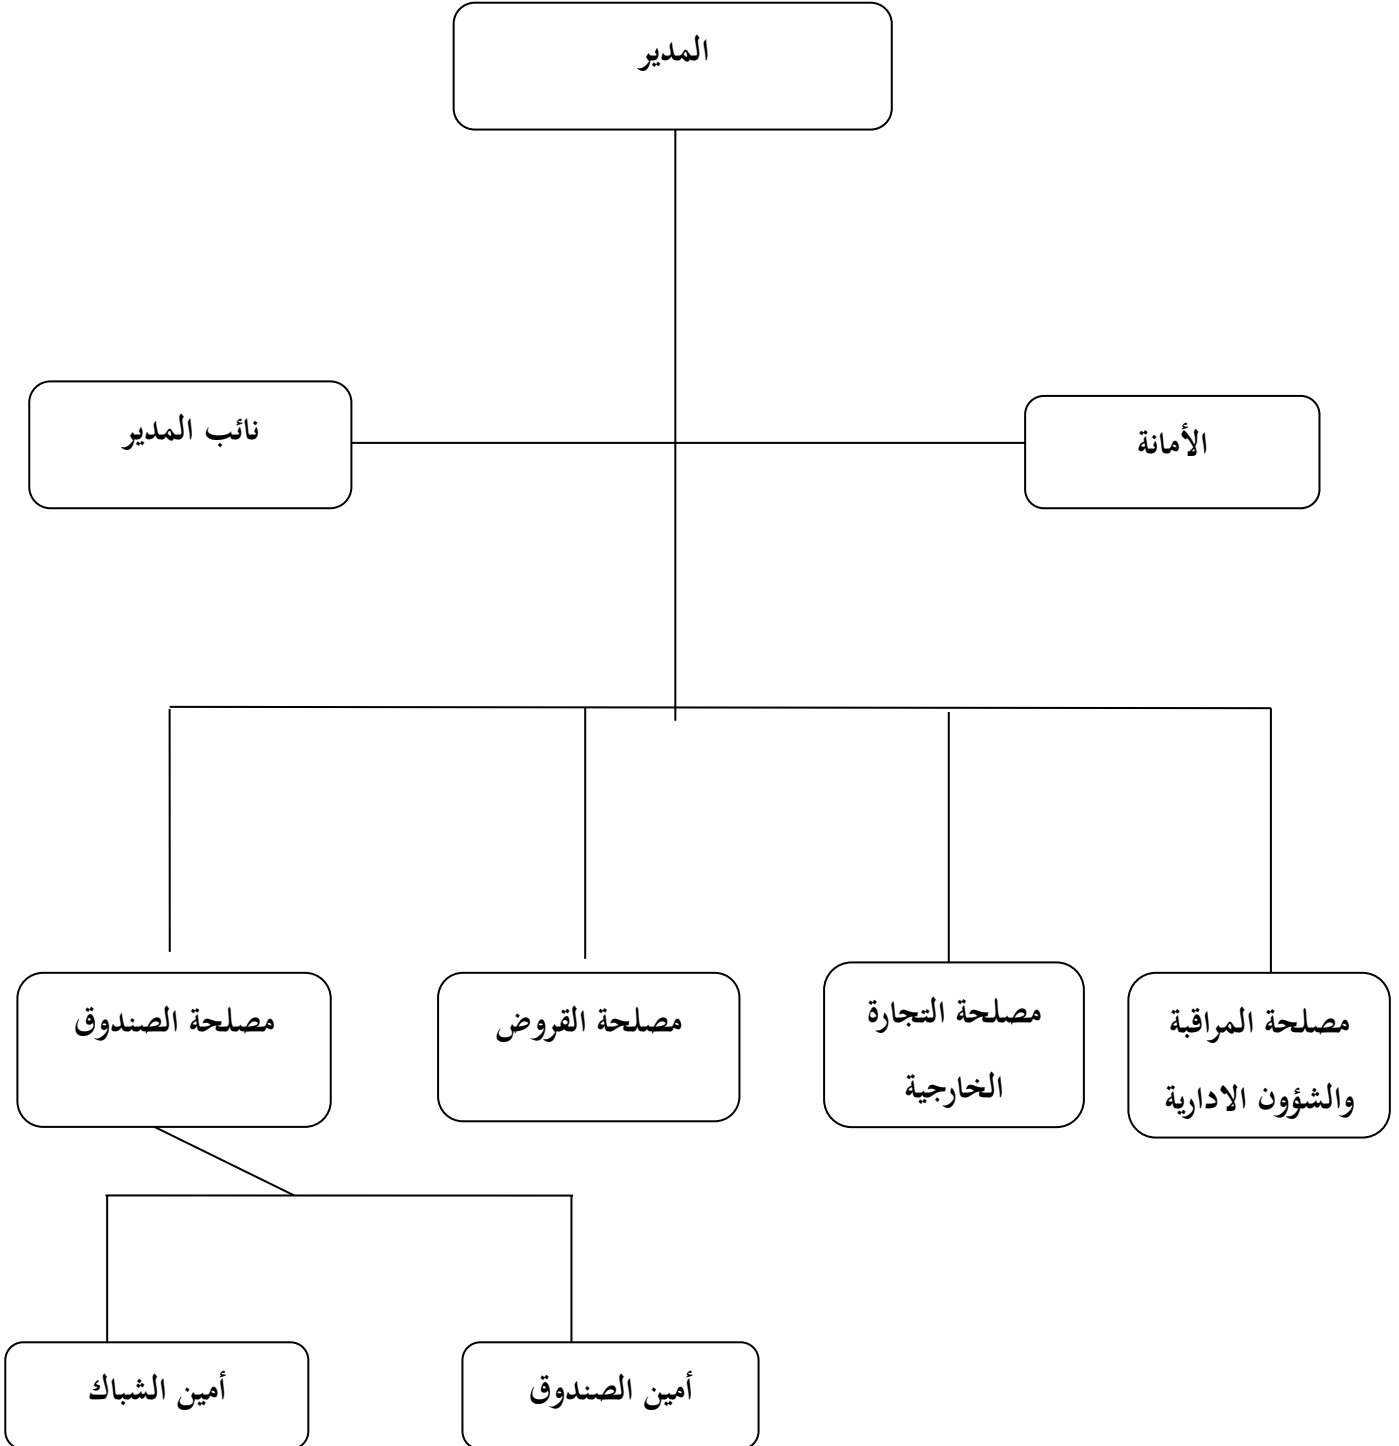 المدير
الأمانة
نائب المدير
مصلحة المراقبة
والشؤون الادارية
مصلحة التجارة
الخارجية
مصلحة القروض
مصلحة الصندوق
أمين الصندوق
أمين الشباك